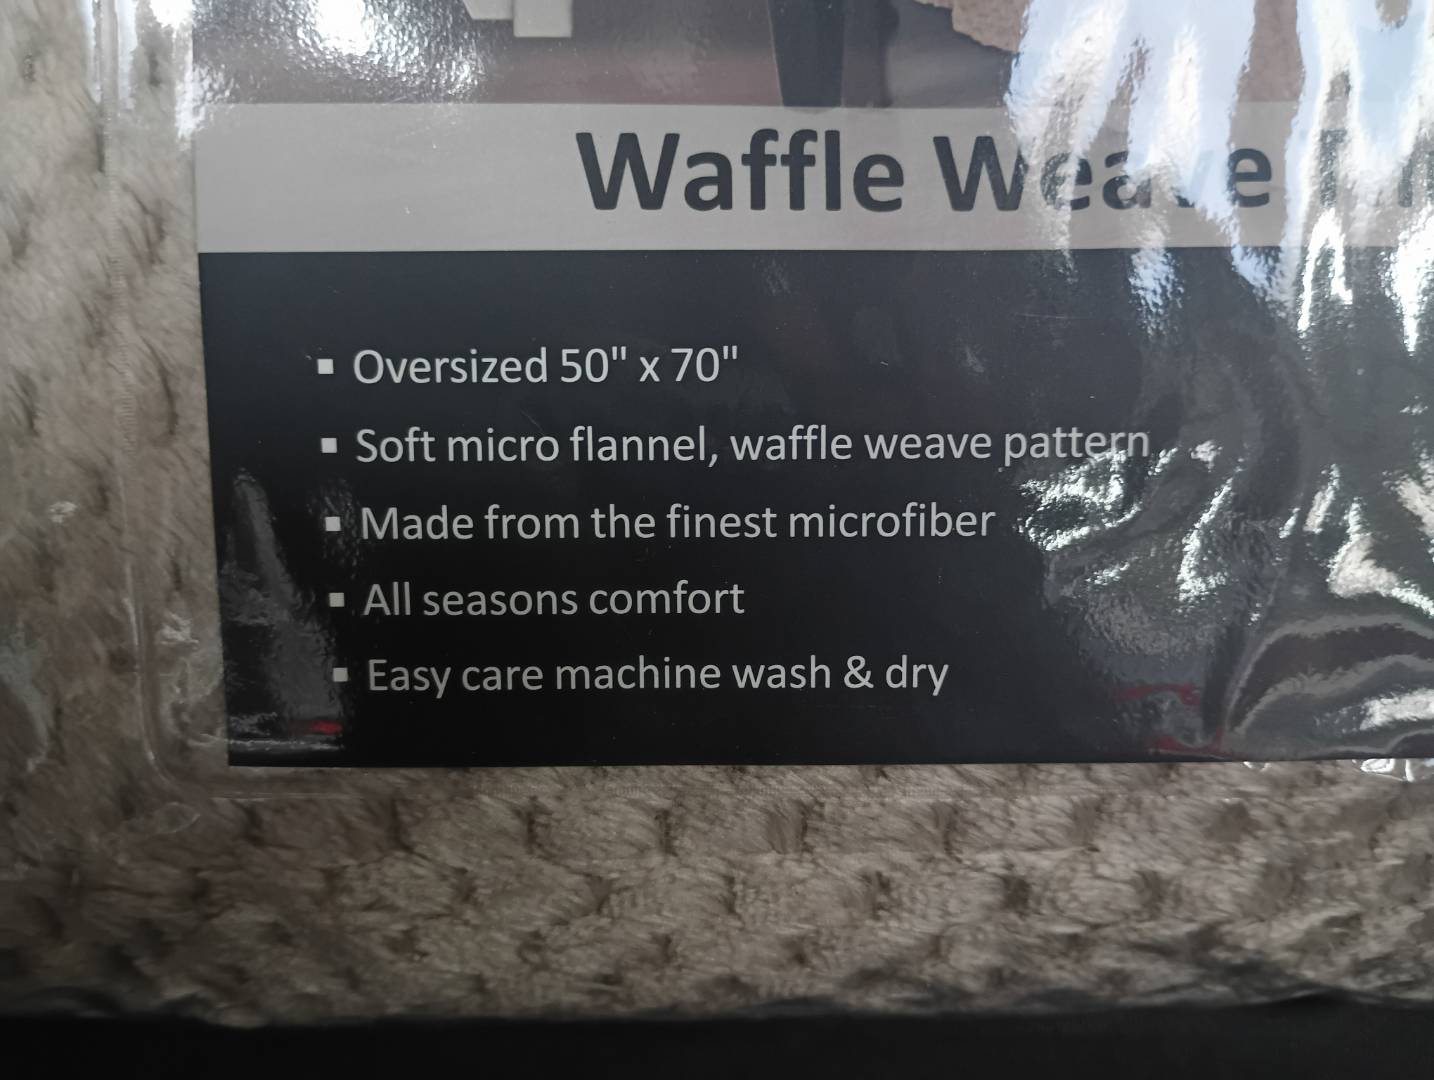 Waffle Weave
▪ Oversized 50" x 70"
▪ Soft micro flannel, waffle weave pattern
▪ Made from the finest microfiber
▪ All seasons comfort
▪ Easy care machine wash & dry